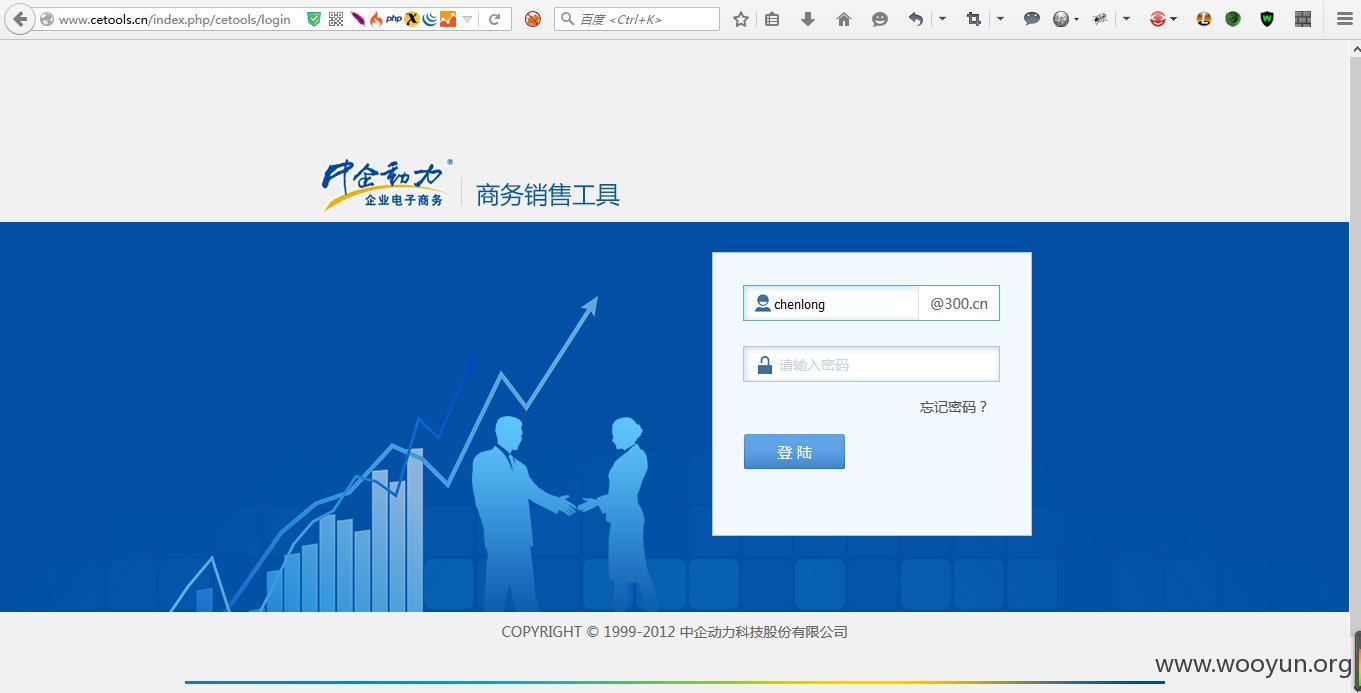 www.cetools.cn/index.php/cetools/login
php
百度 <Ctrl+K>
中企动力®
企业电子商务
商务销售工具
chenlong
@300.cn
请输入密码
忘记密码？
登 陆
COPYRIGHT © 1999-2012 中企动力科技股份有限公司
www.wooyun.org